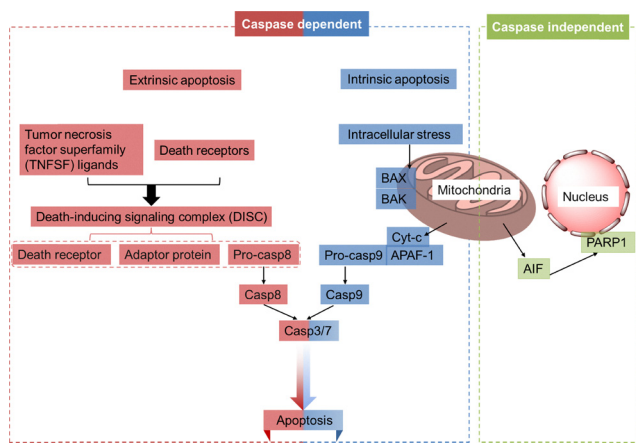 Caspase dependent
Caspase independent
Extrinsic apoptosis
Intrinsic apoptosis
Tumor necrosis
factor superfamily
(TNFSF) ligands
Death receptors
Intracellular stress
BAX
BAK
Mitochondria
Nucleus
Death-inducing signaling complex (DISC)
Cyt-c
PARP1
Death receptor
Adaptor protein
Pro-casp8
Pro-casp9
APAF-1
AIF
Casp8
Casp9
Casp3/7
Apoptosis